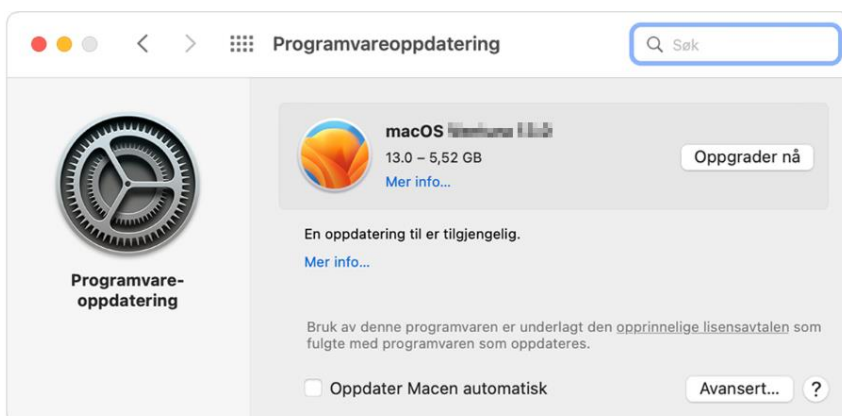 Programvareoppdatering
Søk
macOS
13.0 – 5,52 GB
Oppgrader nå
Mer info...
En oppdatering til er tilgjengelig.
Mer info...
Programvare-
oppdatering
Bruk av denne programvaren er underlagt den opprinnelige lisensavtalen som
fulgte med programvaren som oppdateres.
Oppdater Macen automatisk
Avansert...
?